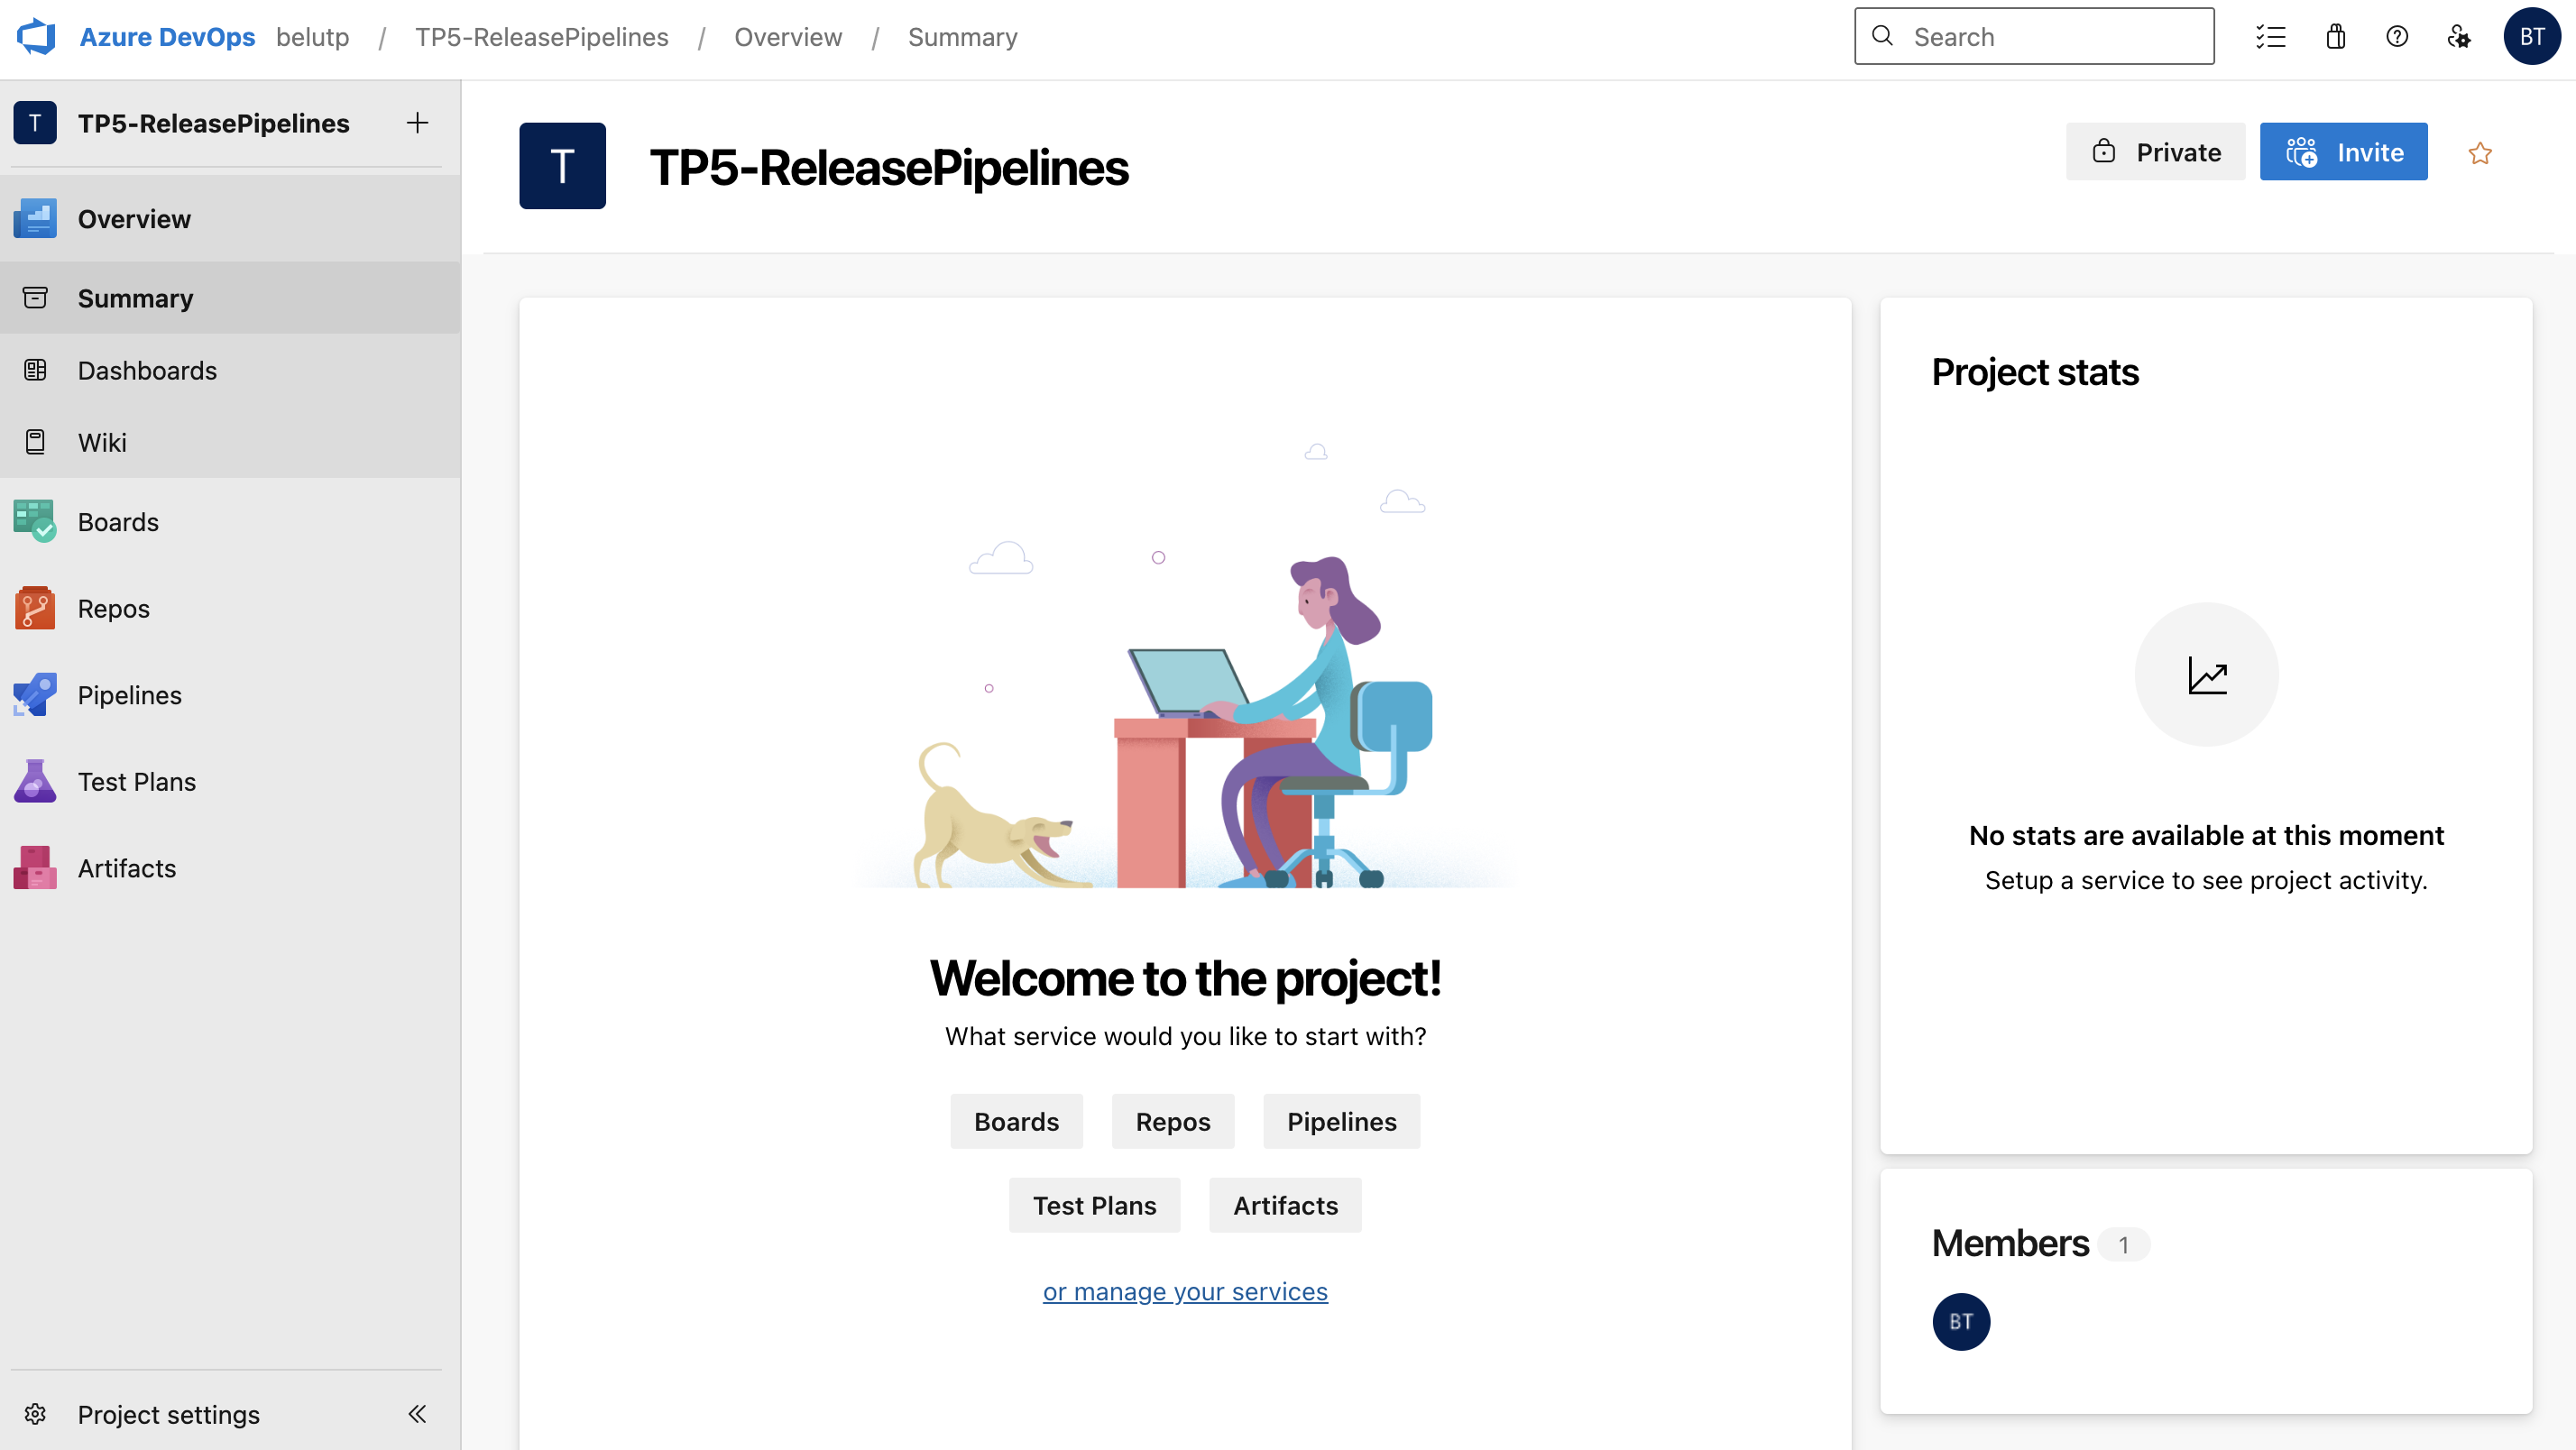 Azure DevOps belutp / TP5-ReleasePipelines / Overview / Summary
Search
BT
T TP5-ReleasePipelines
Overview
Summary
Dashboards
Wiki
Boards
Repos
Pipelines
Test Plans
Artifacts
Project settings
T TP5-ReleasePipelines
Private
Invite
Welcome to the project!
What service would you like to start with?
Boards Repos Pipelines
Test Plans Artifacts
or manage your services
Project stats
No stats are available at this moment
Setup a service to see project activity.
Members 1
BT